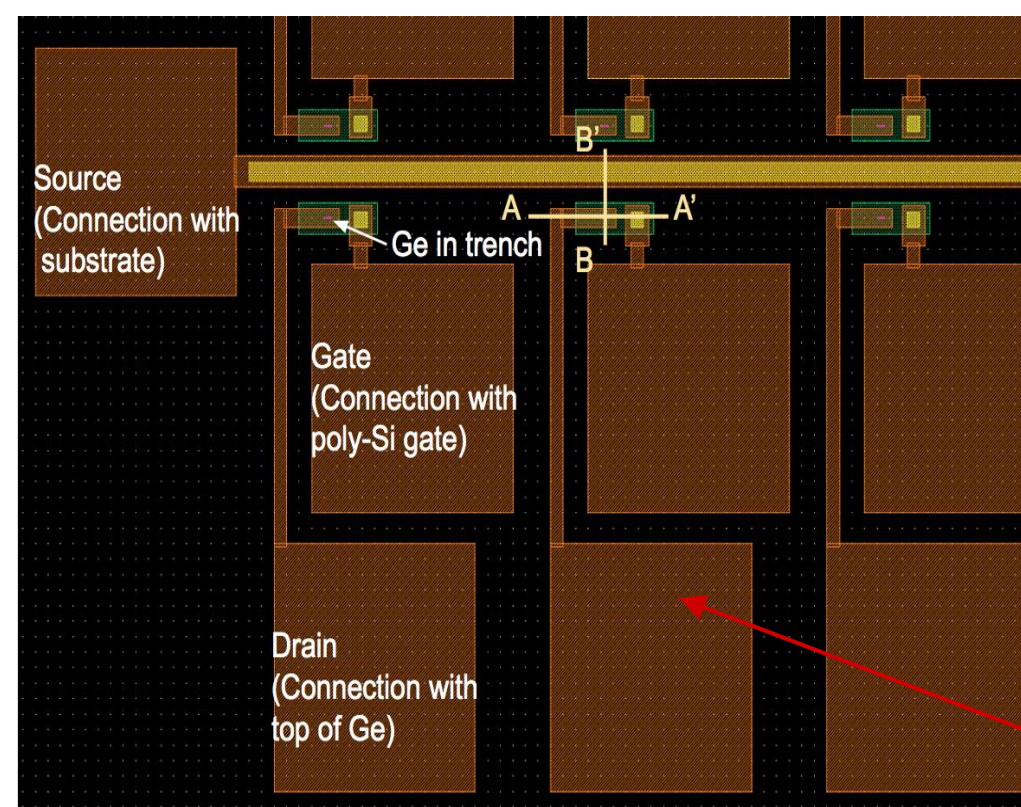 B’
Source
(Connection with
substrate)
A
A’
Ge in trench
B
Gate
(Connection with
poly-Si gate)
Drain
(Connection with
top of Ge)